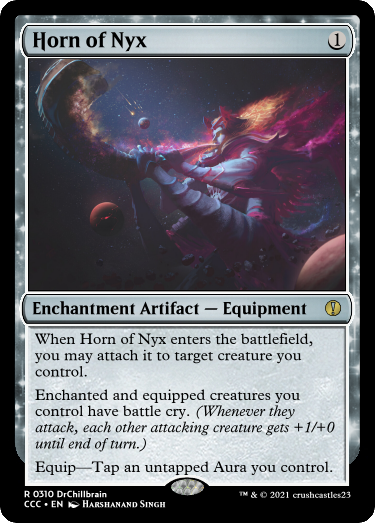 Horn of Nyx
1
Enchantment Artifact — Equipment
When Horn of Nyx enters the battlefield,
you may attach it to target creature you
control.
Enchanted and equipped creatures you
control have battle cry. (Whenever they
attack, each other attacking creature gets +1/+0
until end of turn.)
Equip—Tap an untapped Aura you control.
R 0310 DrChillbrain
™ & © 2021 crushcastles23
CCC • EN Harshanand Singh